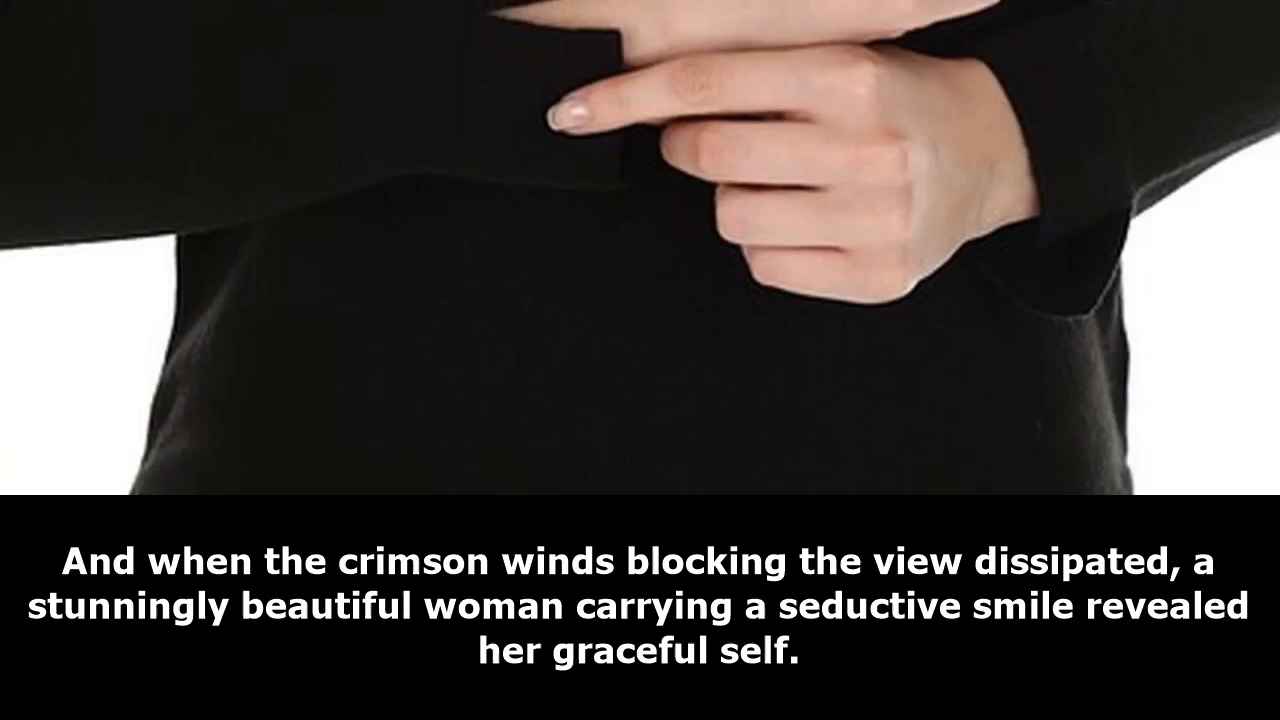 And when the crimson winds blocking the view dissipated, a
stunningly beautiful woman carrying a seductive smile revealed
her graceful self.